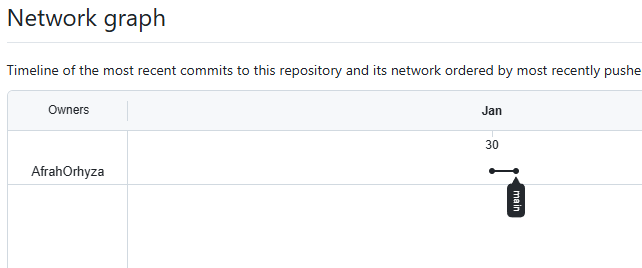 Network graph
Timeline of the most recent commits to this repository and its network ordered by most recently pushe
Owners
Jan
30
AfrahOrhyza
main